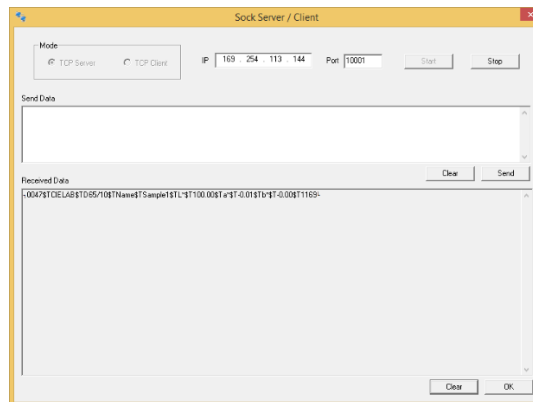 Sock Server / Client
Mode
TCP Server TCP Client IP 169 . 254 . 113 . 144 Port 10001 Start Stop
Send Data
Clear Send
Received Data
0047$TCIELAB$TD65/10$TName$TSample1$TL*$T100.00$Ta*$T-0.01$Tb*$T-0.00$T1169
Clear OK